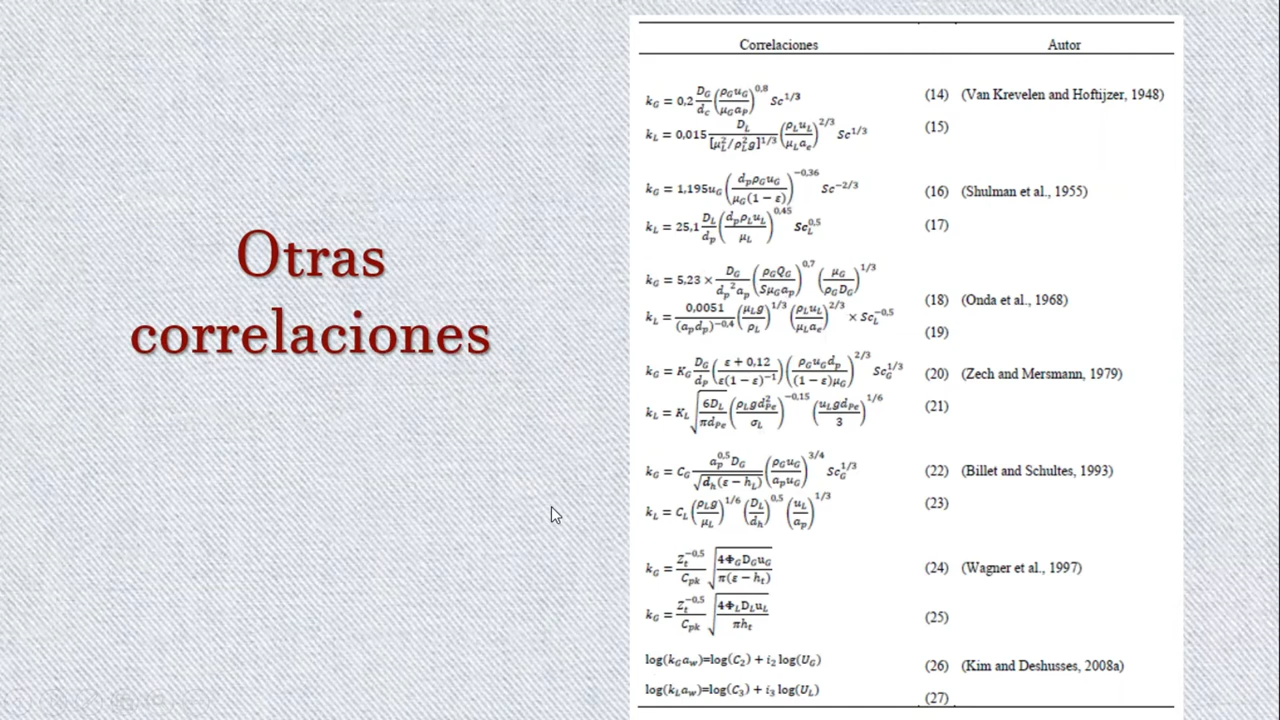 Otras
correlaciones
Correlaciones Autor
k_G = 0,2 D_G/d_c (ρ_G u_G/μ_G a_p)^0,8 Sc^1/3 (14) (Van Krevelen and Hoftijzer, 1948)
k_L = 0,015 D_L/[μ_L²/ρ_L² g]^1/3 (ρ_L u_L/μ_L a_e)^2/3 Sc^1/3 (15)
k_G = 1,195u_G (d_p ρ_G u_G/μ_G(1 − ε))^−0,36 Sc^−2/3 (16) (Shulman et al., 1955)
k_L = 25,1 D_L/d_p (d_p ρ_L u_L/μ_L)^0,45 Sc_L^0,5 (17)
k_G = 5,23 × D_G/d_p² a_p (ρ_G Q_G/Sμ_G a_p)^0,7 (μ_G/ρ_G D_G)^1/3 (18) (Onda et al., 1968)
k_L = 0,0051/(a_p d_p)^−0,4 (μ_L g/ρ_L)^1/3 (ρ_L u_L/μ_L a_e)^2/3 × Sc_L^−0,5 (19)
k_G = K_G D_G/d_p (ε + 0,12/ε(1 − ε)^−1)(ρ_G u_G d_p/(1 − ε)μ_G)^2/3 Sc_G^1/3 (20) (Zech and Mersmann, 1979)
k_L = K_L √(6D_L/πd_Pe) (ρ_L g d_Pe²/σ_L)^−0,15 (u_L g d_Pe/3)^1/6 (21)
k_G = C_G a_p^0,5 D_G/√(d_h(ε − h_L)) (ρ_G u_G/a_p u_G)^3/4 Sc_G^1/3 (22) (Billet and Schultes, 1993)
k_L = C_L (ρ_L g/μ_L)^1/6 (D_L/d_h)^0,5 (u_L/a_p)^1/3 (23)
k_G = Z_t^−0,5/C_pk √(4Φ_G D_G u_G/π(ε − h_t)) (24) (Wagner et al., 1997)
k_G = Z_t^−0,5/C_pk √(4Φ_L D_L u_L/πh_t) (25)
log(k_G a_w)=log(C_2) + i_2 log(U_G) (26) (Kim and Deshusses, 2008a)
log(k_L a_w)=log(C_3) + i_3 log(U_L) (27)